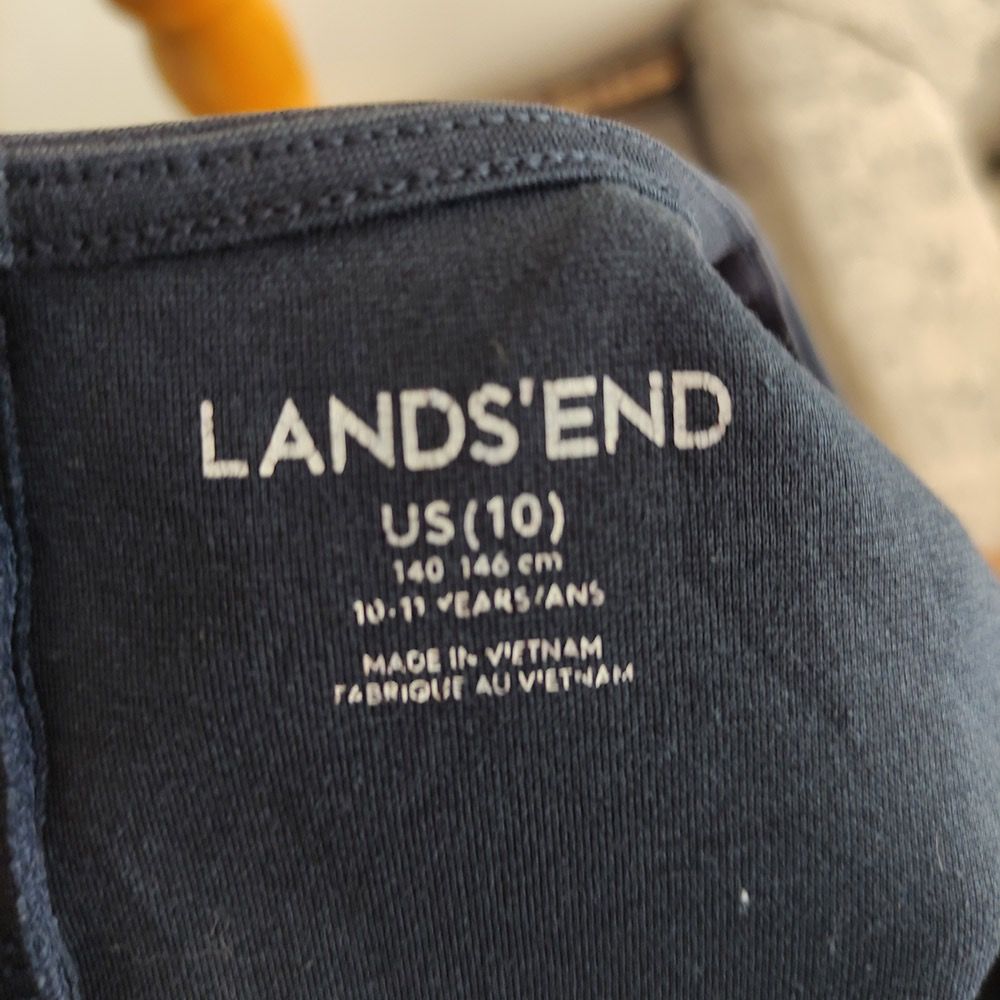 LANDS'END
US (10)
140 146 cm
10-11 YEARS/ANS
MADE IN VIETNAM
FABRIQUE AU VIETNAM